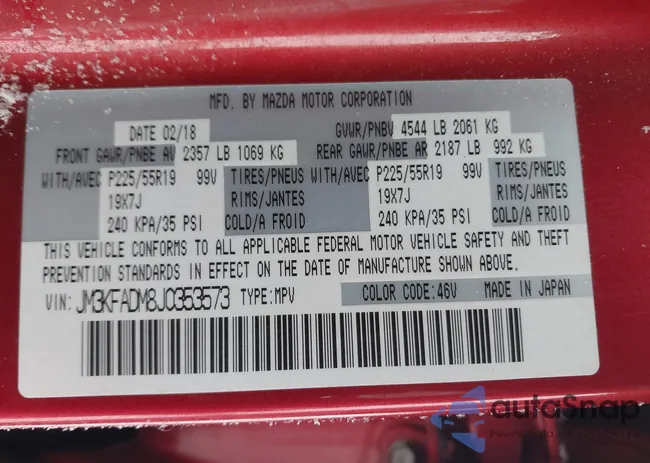 MFD. BY MAZDA MOTOR CORPORATION
DATE 02/18 GVWR/PNBV 4544 LB 2061 KG
FRONT GAWR/PNBE AV 2357 LB 1069 KG REAR GAWR/PNBE AR 2187 LB 992 KG
WITH/AVEC P225/55R19 99V TIRES/PNEUS WITH/AVEC P225/55R19 99V TIRES/PNEUS
19X7J RIMS/JANTES 19X7J RIMS/JANTES
240 KPA/35 PSI COLD/A FROID 240 KPA/35 PSI COLD/A FROID
THIS VEHICLE CONFORMS TO ALL APPLICABLE FEDERAL MOTOR VEHICLE SAFETY AND THEFT
PREVENTION STANDARDS IN EFFECT ON THE DATE OF MANUFACTURE SHOWN ABOVE.
VIN: JM3KFADM8J0353573 TYPE:MPV COLOR CODE:46V MADE IN JAPAN
autoSnap